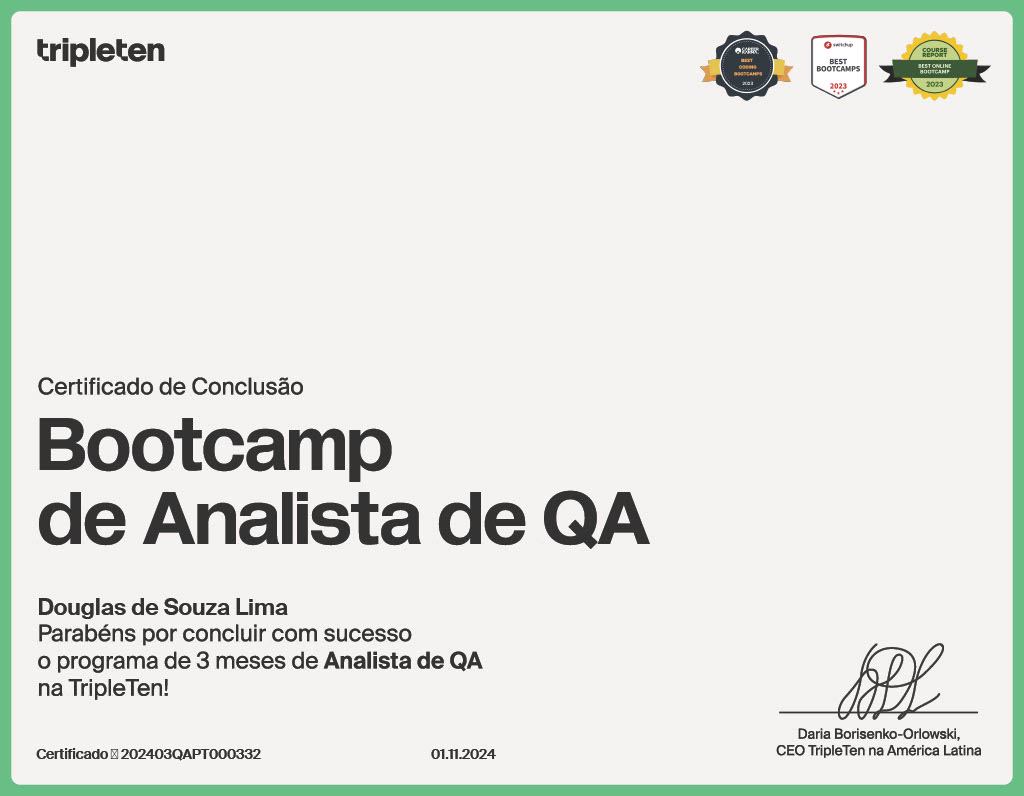 tripleten
CAREER KARMA
BEST
CODING
BOOTCAMPS
2023
switchup
BEST
BOOTCAMPS
2023
COURSE
REPORT
BEST ONLINE
BOOTCAMP
2023
Certificado de Conclusão
Bootcamp
de Analista de QA
Douglas de Souza Lima
Parabéns por concluir com sucesso
o programa de 3 meses de Analista de QA
na TripleTen!
Certificado 202403QAPT000332
01.11.2024
Daria Borisenko-Orlowski,
CEO TripleTen na América Latina